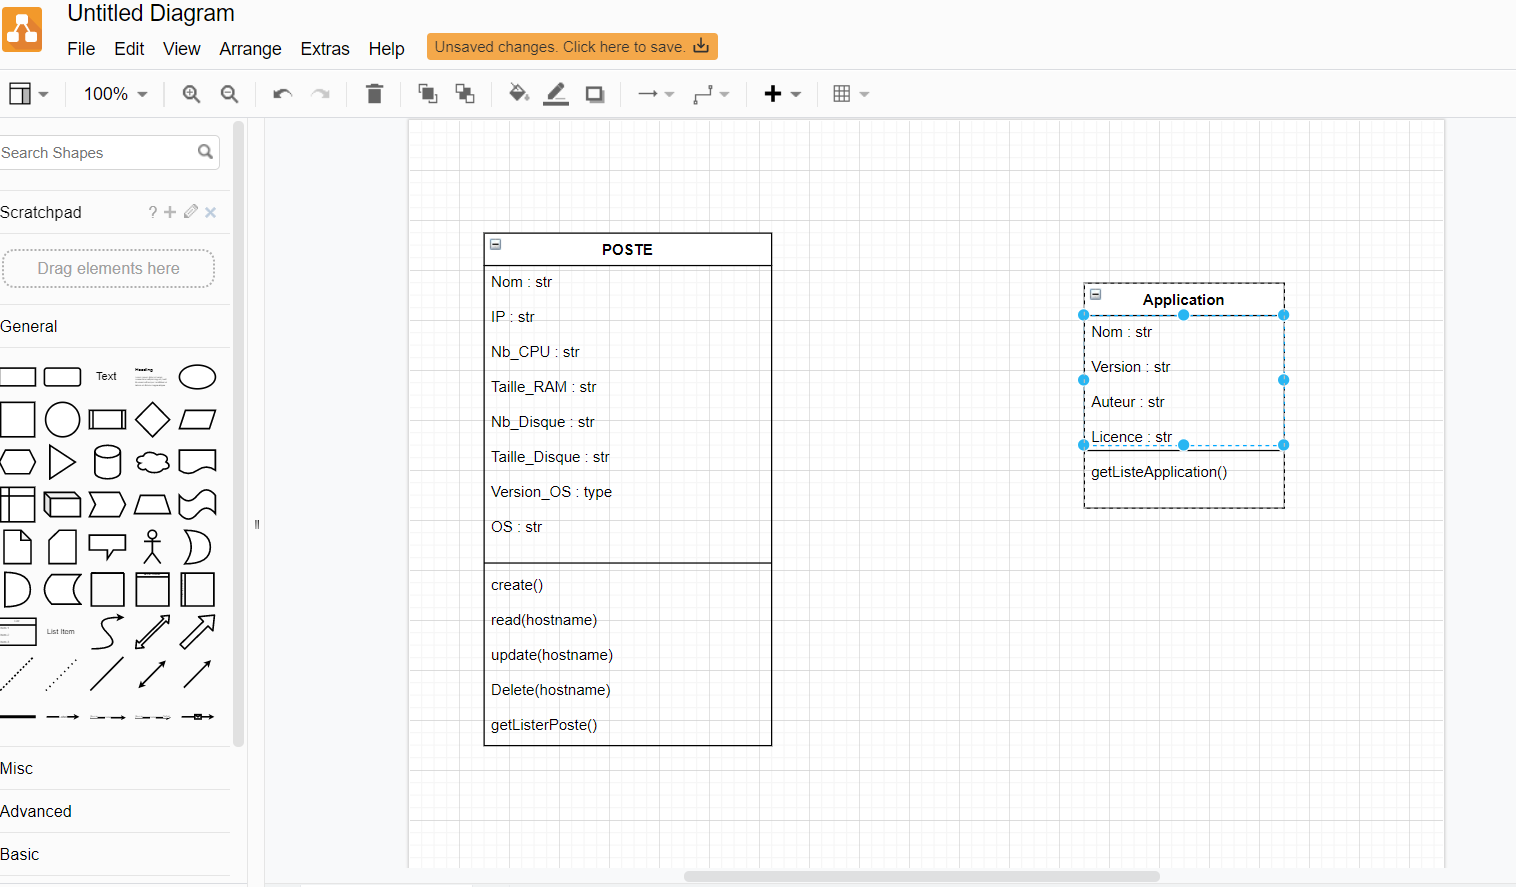 Untitled Diagram
File Edit View Arrange Extras Help Unsaved changes. Click here to save.
100%
Search Shapes
Scratchpad ?
Drag elements here
General
Text Heading
List Item
Misc
Advanced
Basic
POSTE
Nom : str
IP : str
Nb_CPU : str
Taille_RAM : str
Nb_Disque : str
Taille_Disque : str
Version_OS : type
OS : str
create()
read(hostname)
update(hostname)
Delete(hostname)
getListerPoste()
Application
Nom : str
Version : str
Auteur : str
Licence : str
getListeApplication()